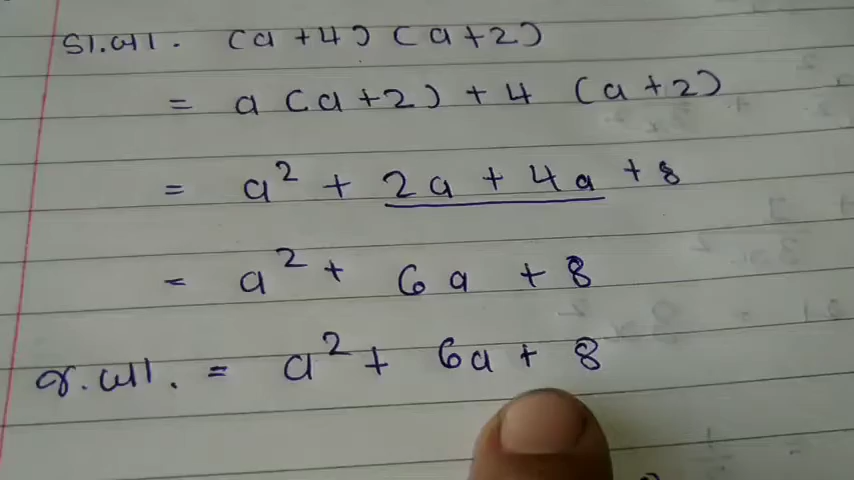 ડા.બા. (a+4) (a+2)
= a (a+2) + 4 (a+2)
= a² + 2a + 4a + 8
= a² + 6a + 8
જ.બા. = a² + 6a + 8